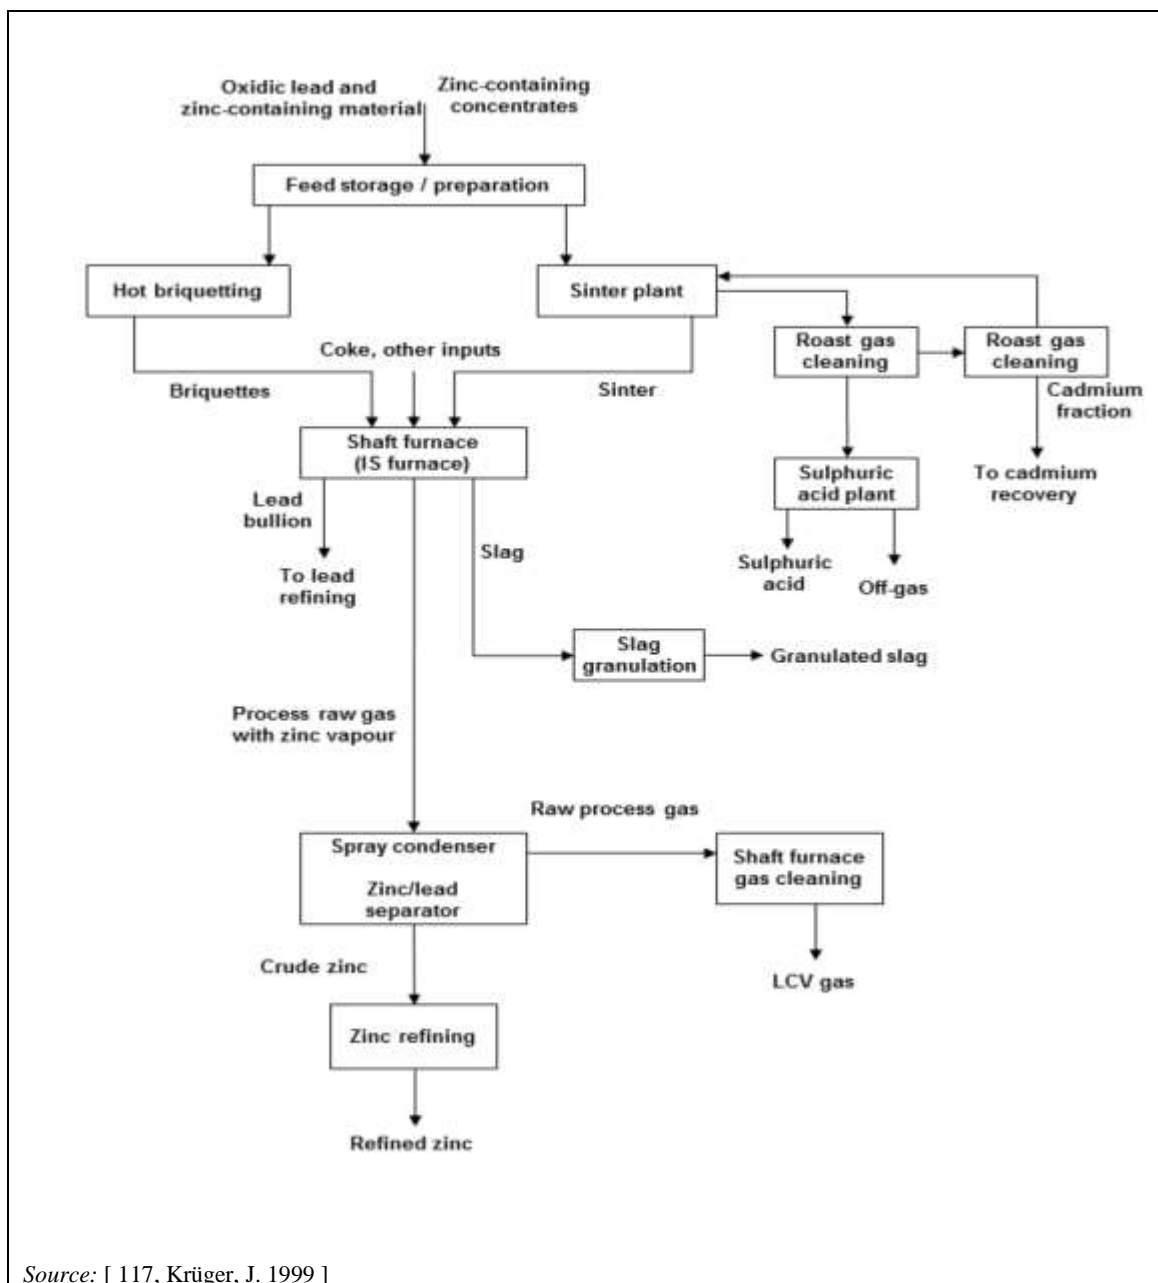 Oxidic lead and
zinc-containing material
Zinc-containing
concentrates
Feed storage / preparation
Hot briquetting
Sinter plant
Roast gas
cleaning
Roast gas
cleaning
Coke, other inputs
Briquettes
Sinter
Cadmium
fraction
Shaft furnace
(IS furnace)
Sulphuric
acid plant
To cadmium
recovery
Lead
bullion
Slag
To lead
refining
Sulphuric
acid
Off-gas
Slag
granulation
Granulated slag
Process raw gas
with zinc vapour
Raw process gas
Spray condenser
Zinc/lead
separator
Shaft furnace
gas cleaning
Crude zinc
LCV gas
Zinc refining
Refined zinc
Source: [ 117, Krüger, J. 1999 ]